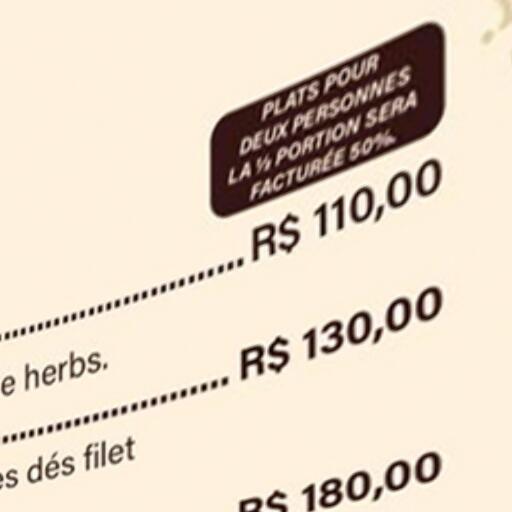 PLATS POUR
DEUX PERSONNES
LA ½ PORTION SERA
FACTURÉE 50%.
R$ 110,00
e herbs.
R$ 130,00
es dés filet
R$ 180,00